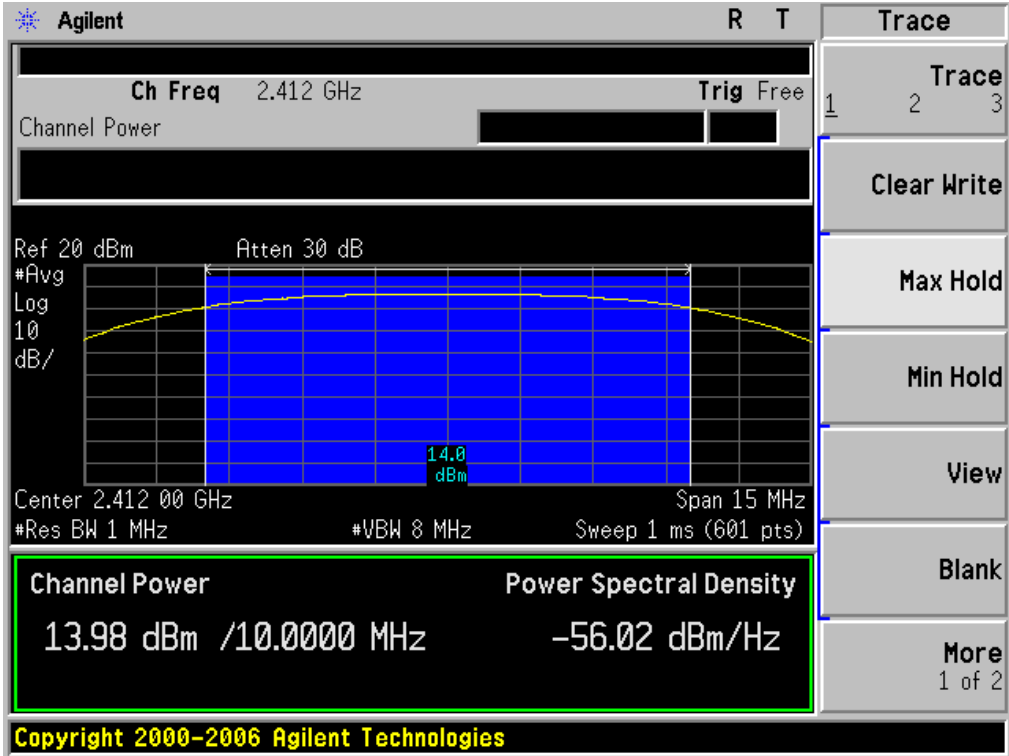 Agilent R T Trace
Ch Freq 2.412 GHz Trig Free
Channel Power
Ref 20 dBm Atten 30 dB
#Avg
Log
10
dB/
14.0
dBm
Center 2.412 00 GHz Span 15 MHz
#Res BW 1 MHz #VBW 8 MHz Sweep 1 ms (601 pts)
Channel Power Power Spectral Density
13.98 dBm /10.0000 MHz -56.02 dBm/Hz
Copyright 2000-2006 Agilent Technologies
Trace
1 2 3
Clear Write
Max Hold
Min Hold
View
Blank
More
1 of 2